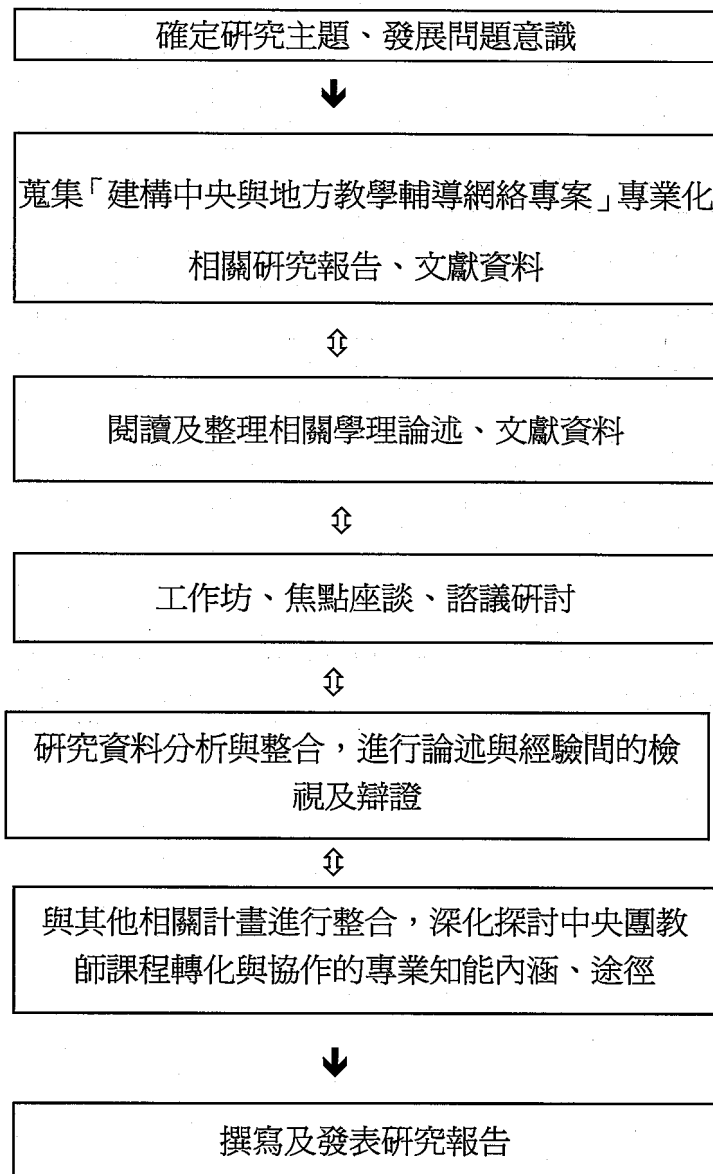 確定研究主題、發展問題意識
蒐集「建構中央與地方教學輔導網絡專案」專業化
相關研究報告、文獻資料
閱讀及整理相關學理論述、文獻資料
工作坊、焦點座談、諮議研討
研究資料分析與整合，進行論述與經驗間的檢
視及辯證
與其他相關計畫進行整合，深化探討中央團教
師課程轉化與協作的專業知能內涵、途徑
撰寫及發表研究報告